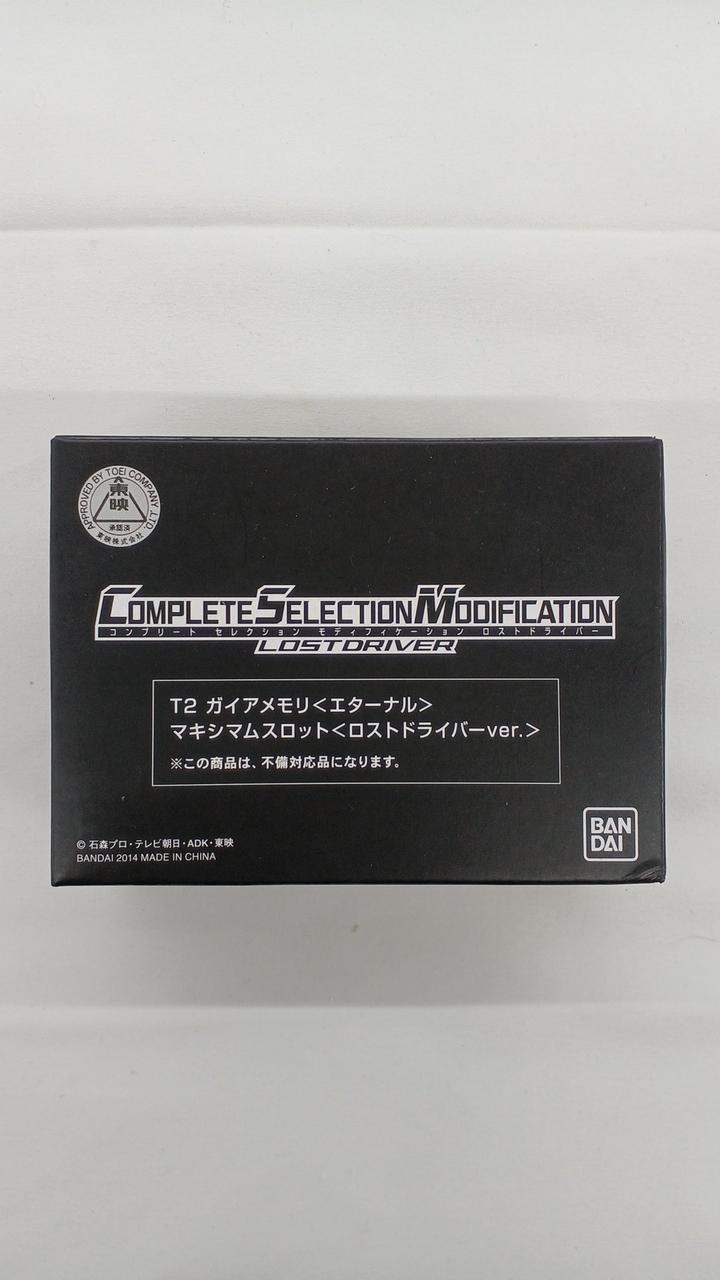 APPROVED BY TOEI COMPANY, LTD.
東映
承認済
東映株式会社
COMPLETE SELECTION MODIFICATION
コンプリート セレクション モディフィケーション ロストドライバー
LOSTDRIVER
T2 ガイアメモリ<エターナル>
マキシマムスロット<ロストドライバーver.>
※この商品は、不備対応品になります。
© 石森プロ・テレビ朝日・ADK・東映
BANDAI 2014 MADE IN CHINA
BAN
DAI